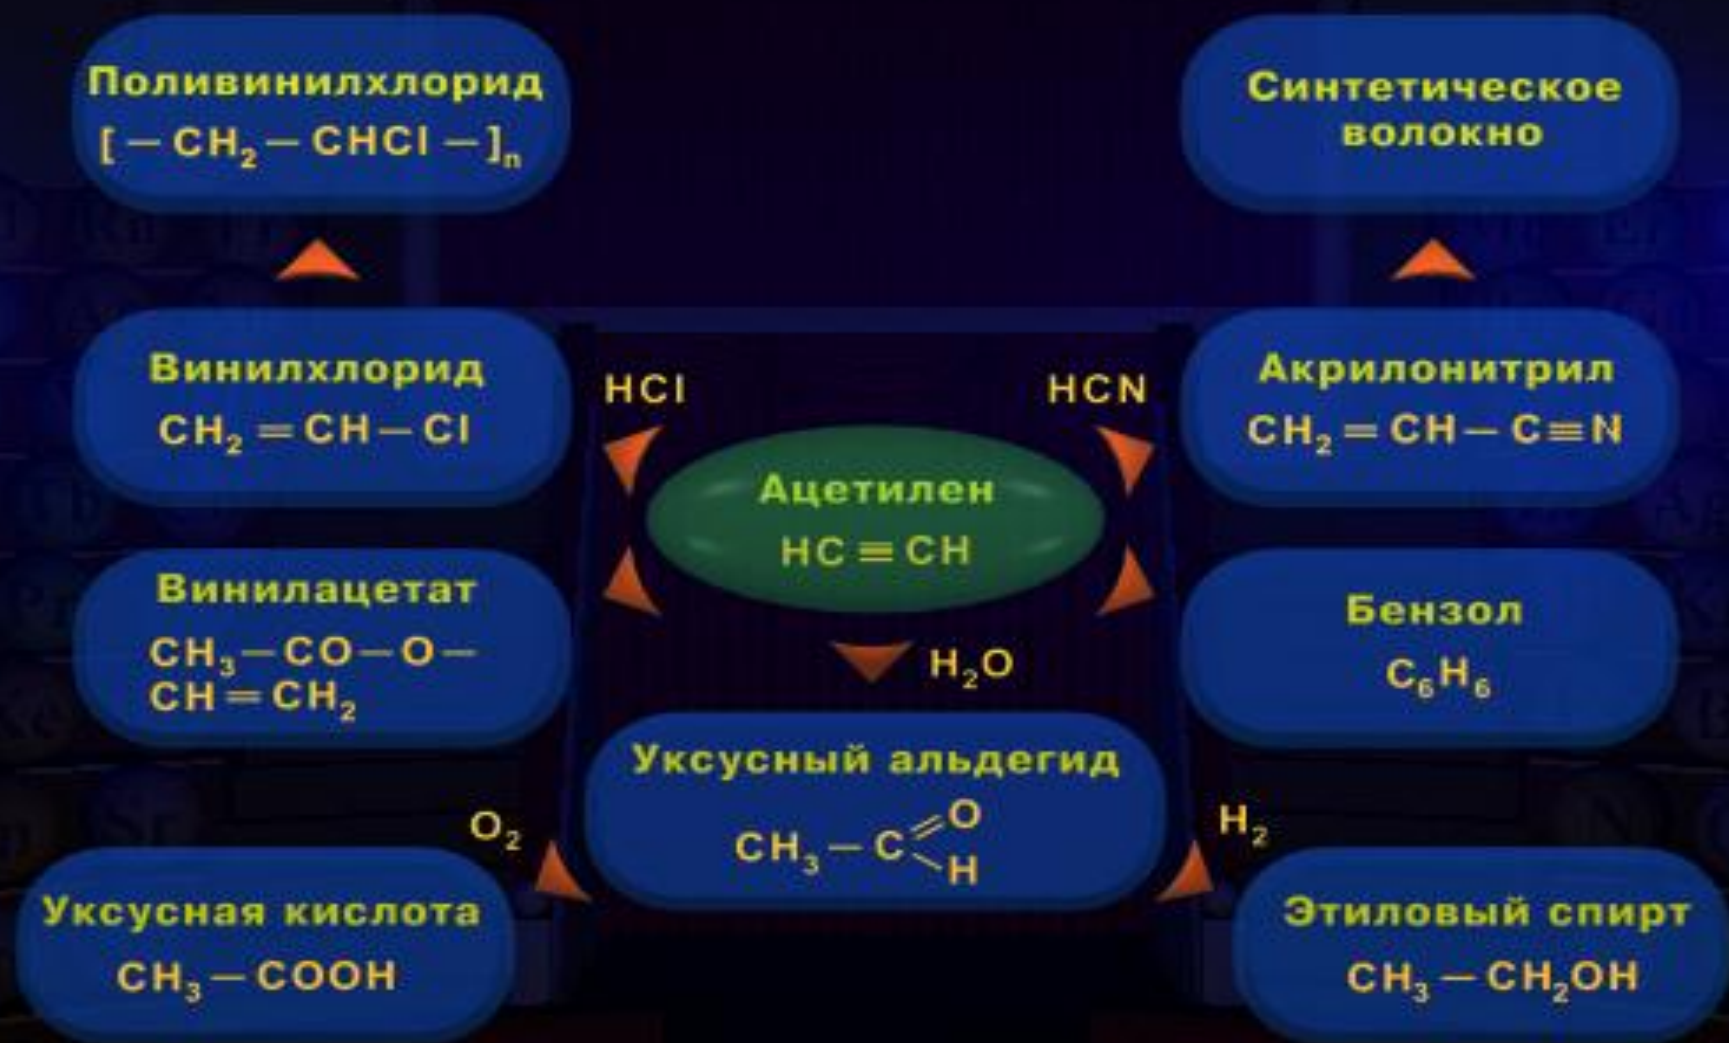 Поливинилхлорид
[ — CH₂ — CHCl — ]ₙ
Синтетическое
волокно
Винилхлорид
CH₂ = CH — Cl
HCl
HCN
Акрилонитрил
CH₂ = CH — C ≡ N
Ацетилен
HC ≡ CH
Винилацетат
CH₃ — CO — O —
CH = CH₂
H₂O
Бензол
C₆H₆
Уксусный альдегид
O
CH₃ — C
H
O₂
H₂
Уксусная кислота
CH₃ — COOH
Этиловый спирт
CH₃ — CH₂OH